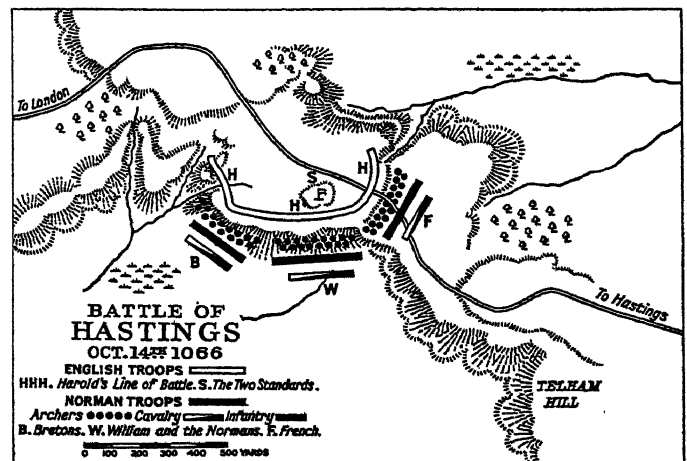 To London
H
H
S
H
F
B
W
BATTLE OF
HASTINGS
OCT. 14TH 1066
ENGLISH TROOPS
HHH. Harold's Line of Battle. S. The Two Standards.
NORMAN TROOPS
Archers Cavalry Infantry
B. Bretons. W. William and the Normans. F. French.
0 100 200 300 400 500 YARDS
To Hastings
TELHAM
HILL